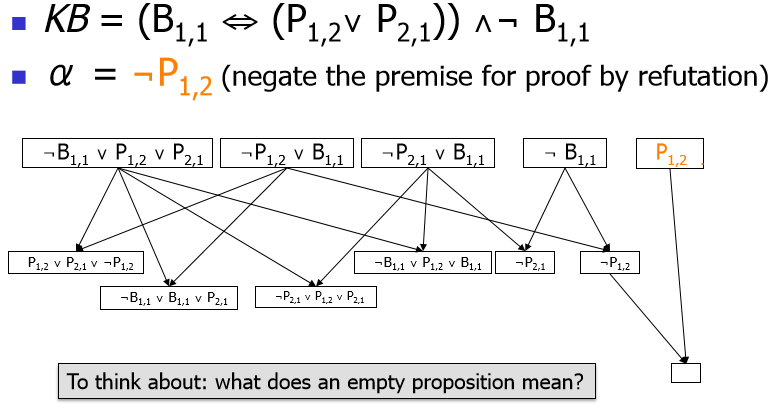 KB = (B1,1 ⇔ (P1,2∨ P2,1)) ∧¬ B1,1
α = ¬P1,2 (negate the premise for proof by refutation)
¬B1,1 ∨ P1,2 ∨ P2,1 ¬P1,2 ∨ B1,1 ¬P2,1 ∨ B1,1 ¬ B1,1 P1,2
P1,2 ∨ P2,1 ∨ ¬P1,2 ¬B1,1 ∨ P1,2 ∨ B1,1 ¬P2,1 ¬P1,2
¬B1,1 ∨ B1,1 ∨ P2,1 ¬P2,1 ∨ P1,2 ∨ P2,1
To think about: what does an empty proposition mean?